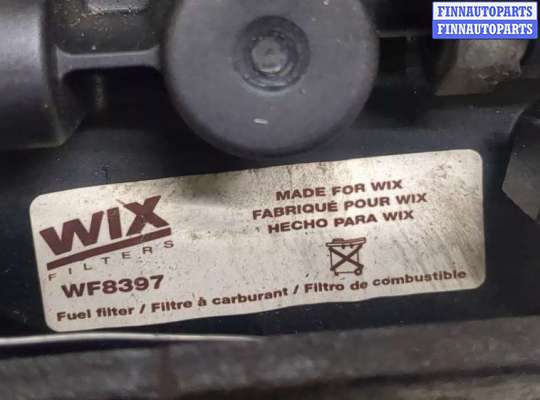 FINNAUTOPARTS
FINNAUTOPARTS
WIX
FILTERS
WF8397
MADE FOR WIX
FABRIQUÉ POUR WIX
HECHO PARA WIX
Fuel filter / Filtre à carburant / Filtro de combustible